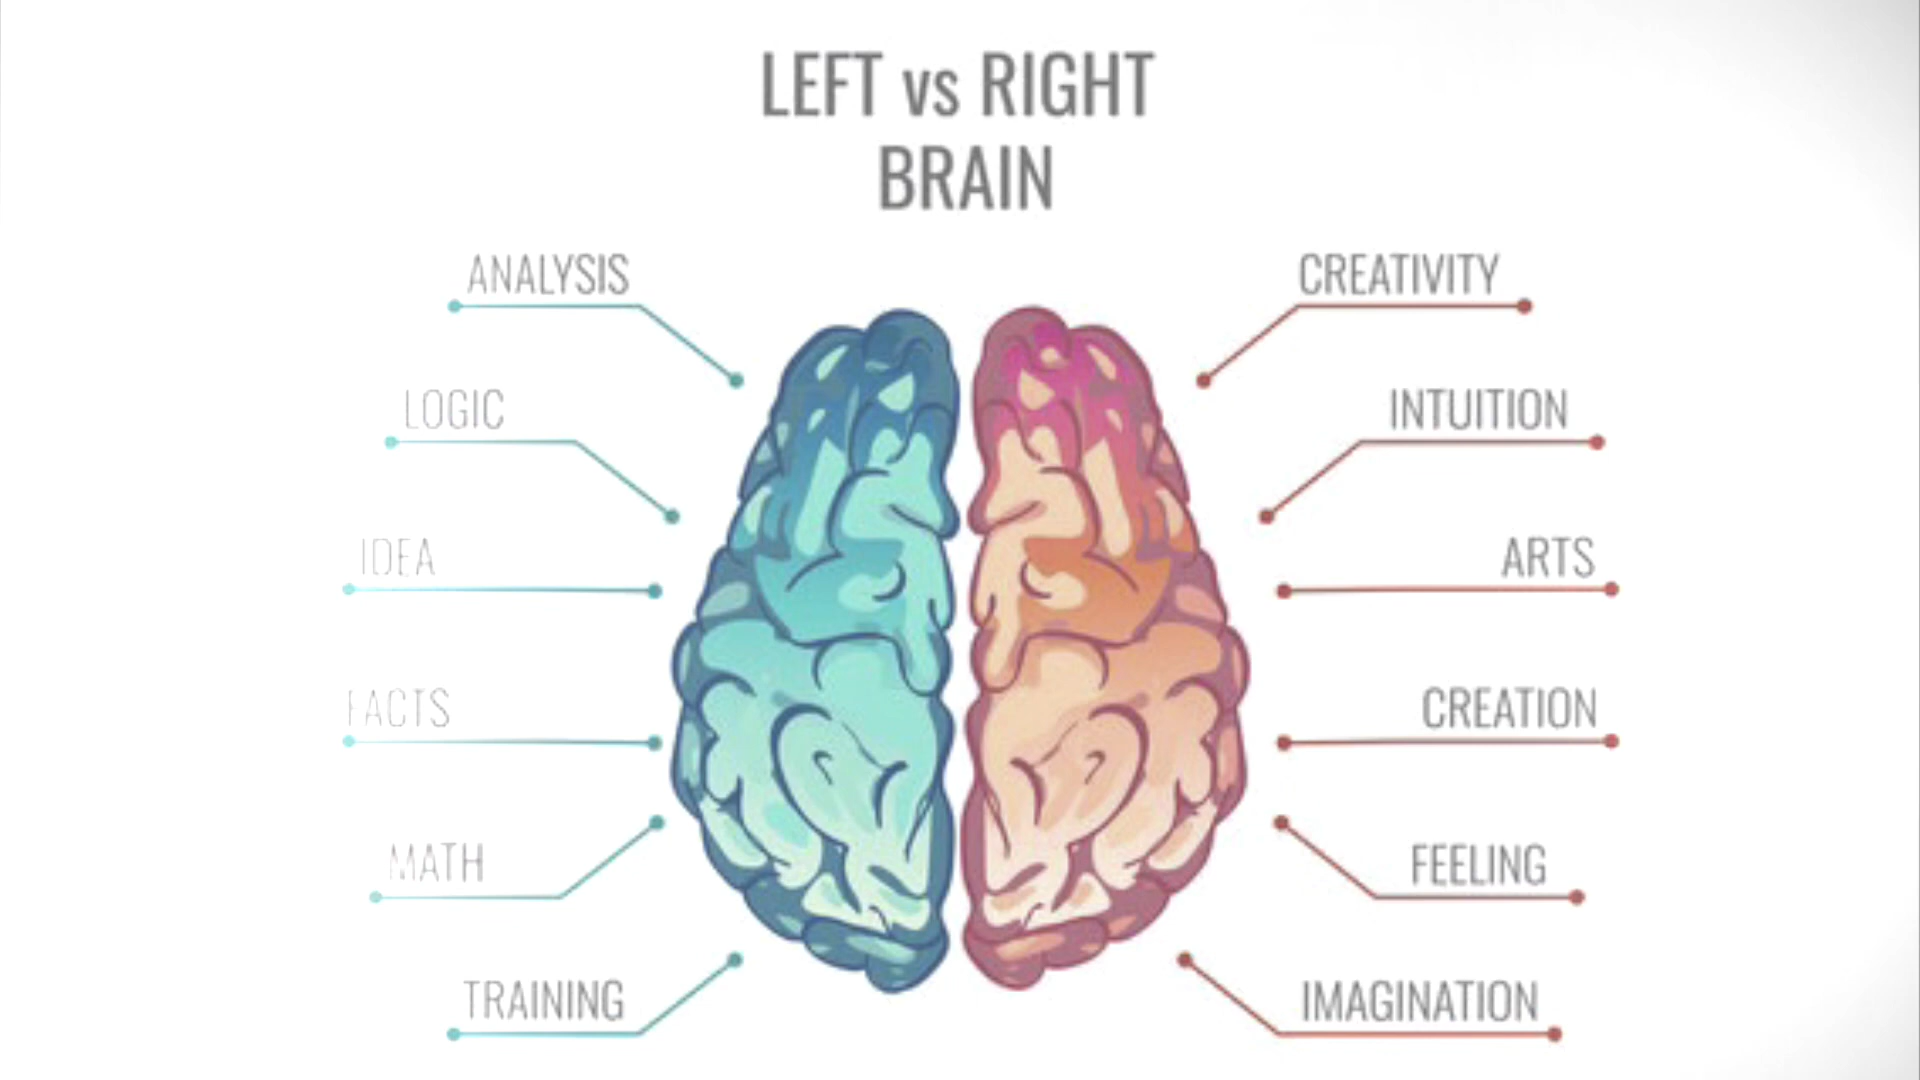 LEFT vs RIGHT
BRAIN
ANALYSIS
LOGIC
IDEA
FACTS
MATH
TRAINING
CREATIVITY
INTUITION
ARTS
CREATION
FEELING
IMAGINATION